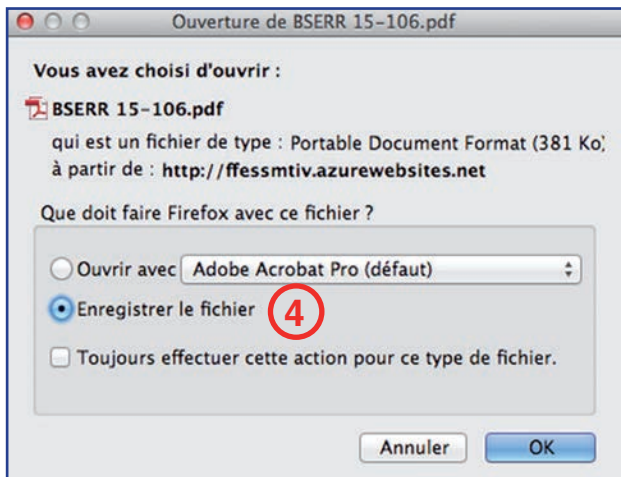 Ouverture de BSERR 15-106.pdf
Vous avez choisi d'ouvrir :
BSERR 15-106.pdf
qui est un fichier de type : Portable Document Format (381 Ko)
à partir de : http://ffessmtiv.azurewebsites.net
Que doit faire Firefox avec ce fichier ?
Ouvrir avec Adobe Acrobat Pro (défaut)
Enregistrer le fichier 4
Toujours effectuer cette action pour ce type de fichier.
Annuler OK